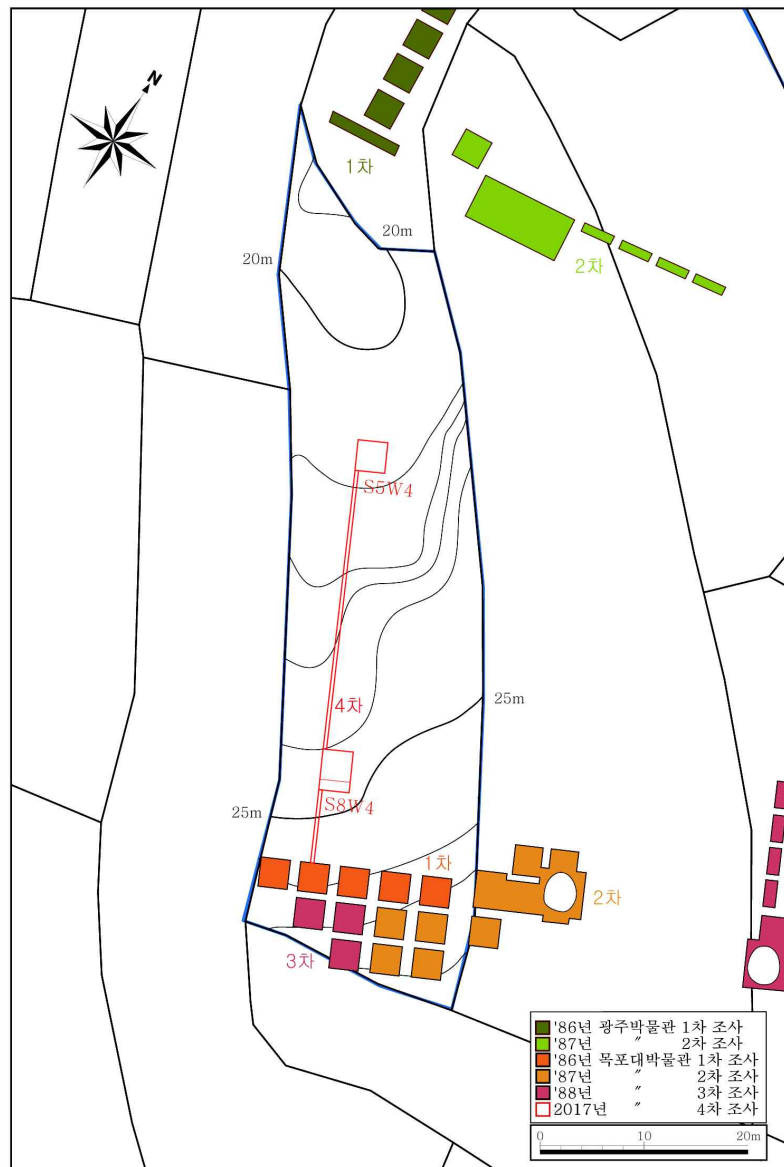 N
1차
20m
20m
2차
S5W4
4차
25m
S8W4
25m
1차
2차
3차
'86년 광주박물관 1차 조사
'87년 〃 2차 조사
'86년 목포대박물관 1차 조사
'87년 〃 2차 조사
'88년 〃 3차 조사
2017년 〃 4차 조사
0 10 20m